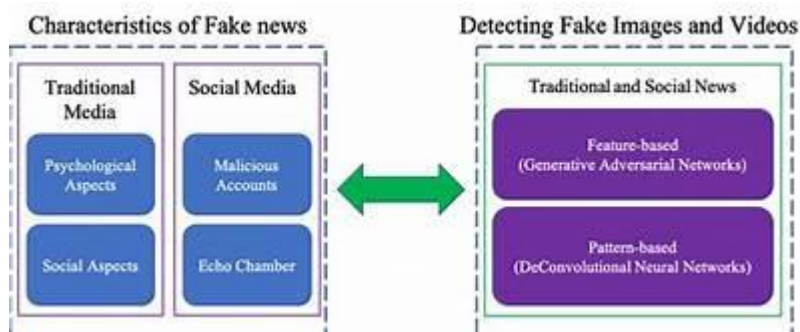 Characteristics of Fake news
Traditional
Media
Psychological
Aspects
Social Aspects
Social Media
Malicious
Accounts
Echo Chamber
Detecting Fake Images and Videos
Traditional and Social News
Feature-based
(Generative Adversarial Networks)
Pattern-based
(DeConvolutional Neural Networks)